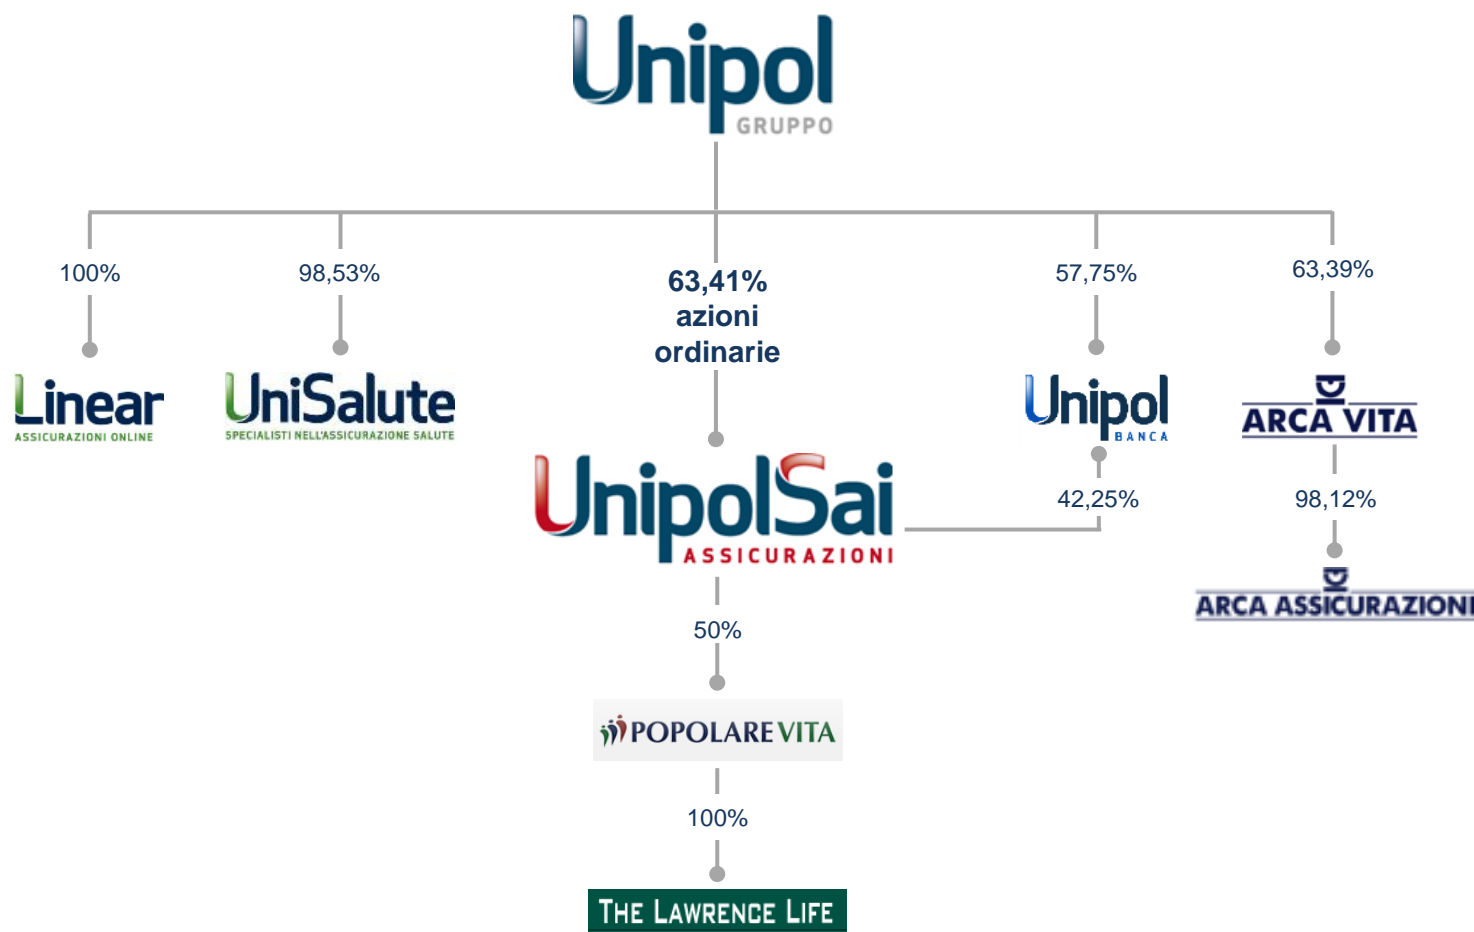 Unipol
GRUPPO
100%
98,53%
63,41%
azioni
ordinarie
57,75%
63,39%
Linear
ASSICURAZIONI ONLINE
UniSalute
SPECIALISTI NELL'ASSICURAZIONE SALUTE
Unipol
BANCA
ARCA VITA
UnipolSai
ASSICURAZIONI
42,25%
98,12%
ARCA ASSICURAZIONI
50%
POPOLARE VITA
100%
THE LAWRENCE LIFE